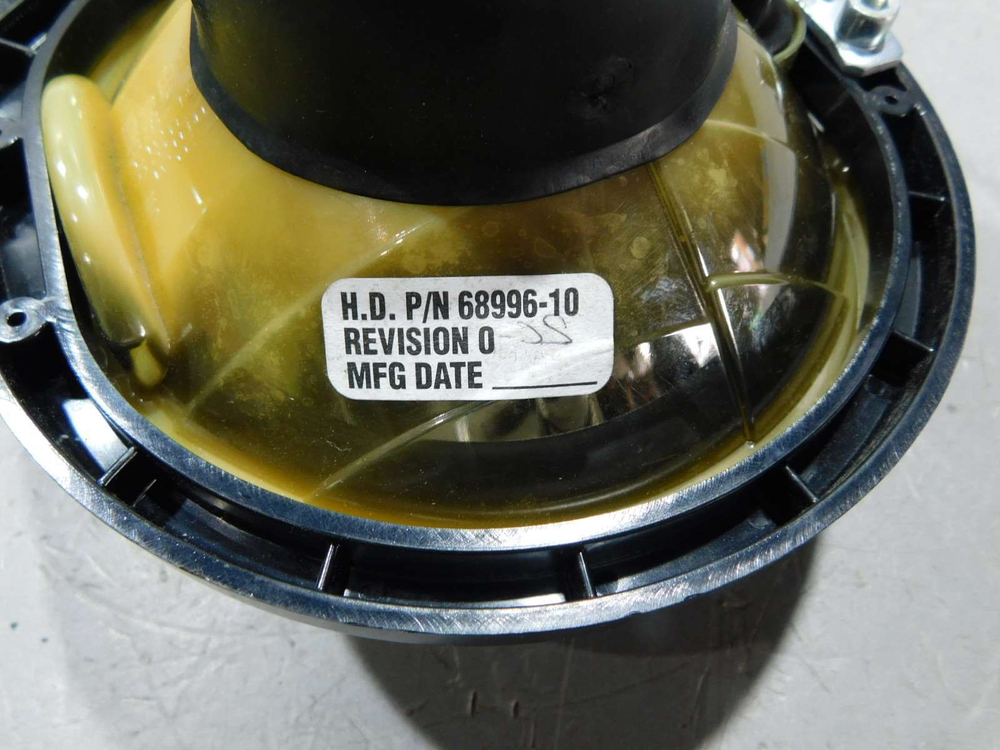 H.D. P/N 68996-10
REVISION 0
MFG DATE